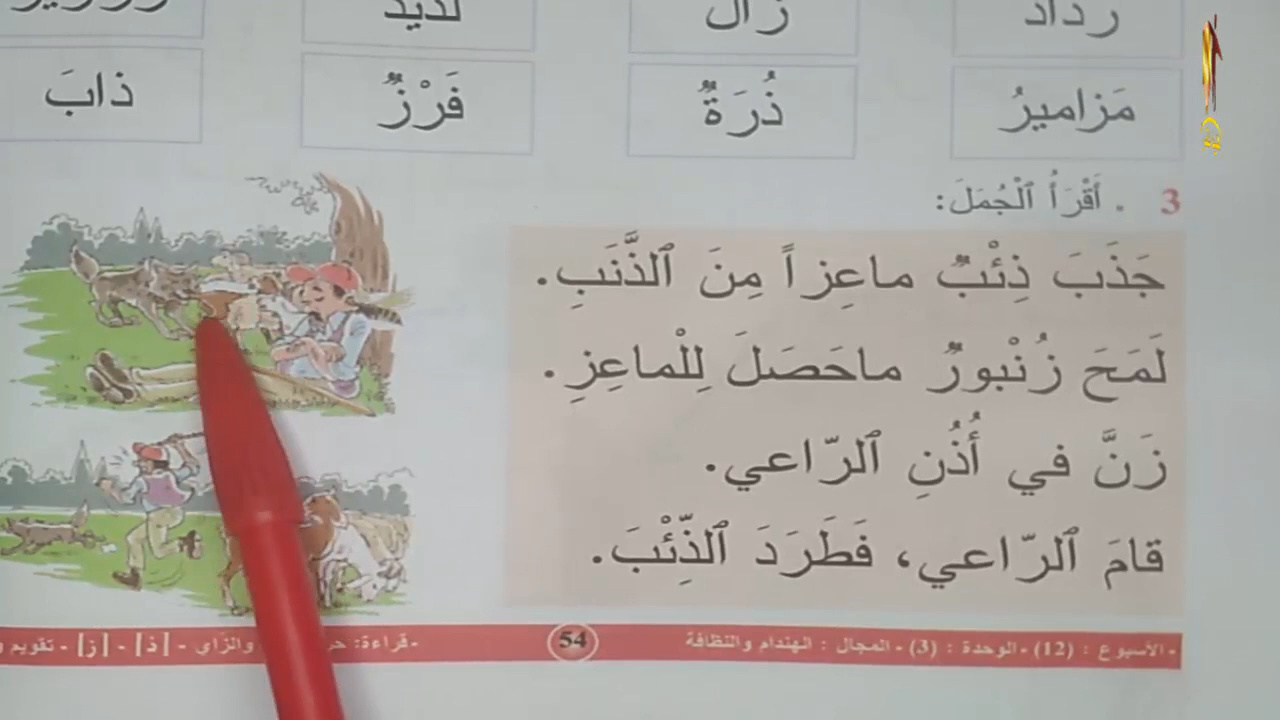 رذاذ زال لذيذ
مَزاميرُ ذُرَةٌ فَرْزٌ ذابَ
3 . أَقْرَأُ ٱلْجُمَلَ:
جَذَبَ ذِئْبٌ ماعِزاً مِنَ ٱلذَّنَبِ.
لَمَحَ زُنْبورٌ ماحَصَلَ لِلْماعِزِ.
زَنَّ في أُذُنِ ٱلرّاعي.
قامَ ٱلرّاعي، فَطَرَدَ ٱلذِّئْبَ.
- الأسبوع : (12) - الوحدة : (3) - المجال : الهندام والنظافة 54 - قراءة: والزاي - [ذ] - [ز] - تقويم